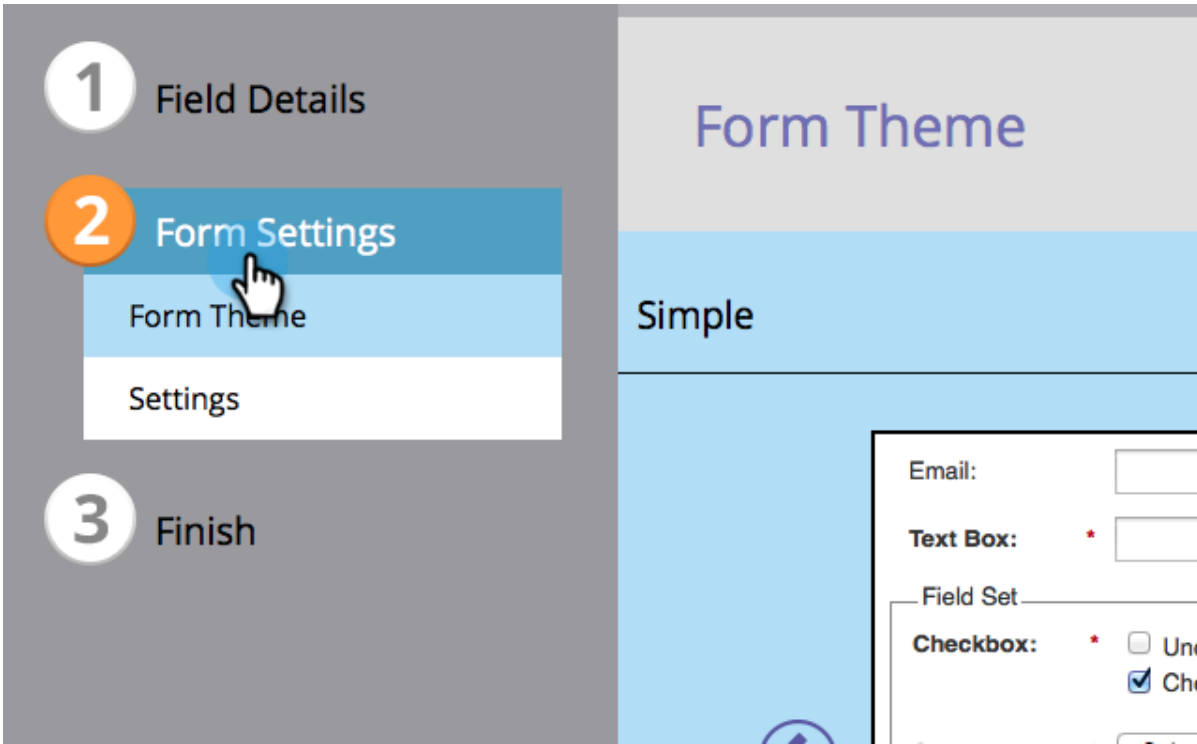 1 Field Details
2 Form Settings
Form Theme
Settings
3 Finish
Form Theme
Simple
Email:
Text Box: *
Field Set
Checkbox: *